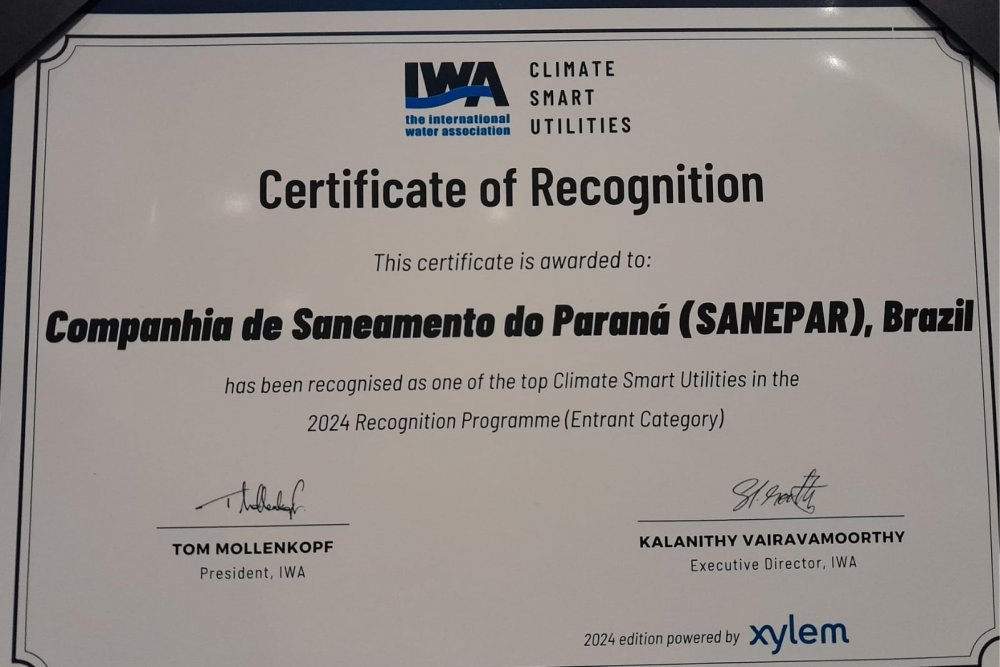 IWA
the international
water association
CLIMATE
SMART
UTILITIES
Certificate of Recognition
This certificate is awarded to:
Companhia de Saneamento do Paraná (SANEPAR), Brazil
has been recognised as one of the top Climate Smart Utilities in the
2024 Recognition Programme (Entrant Category)
TOM MOLLENKOPF
President, IWA
KALANITHY VAIRAVAMOORTHY
Executive Director, IWA
2024 edition powered by xylem